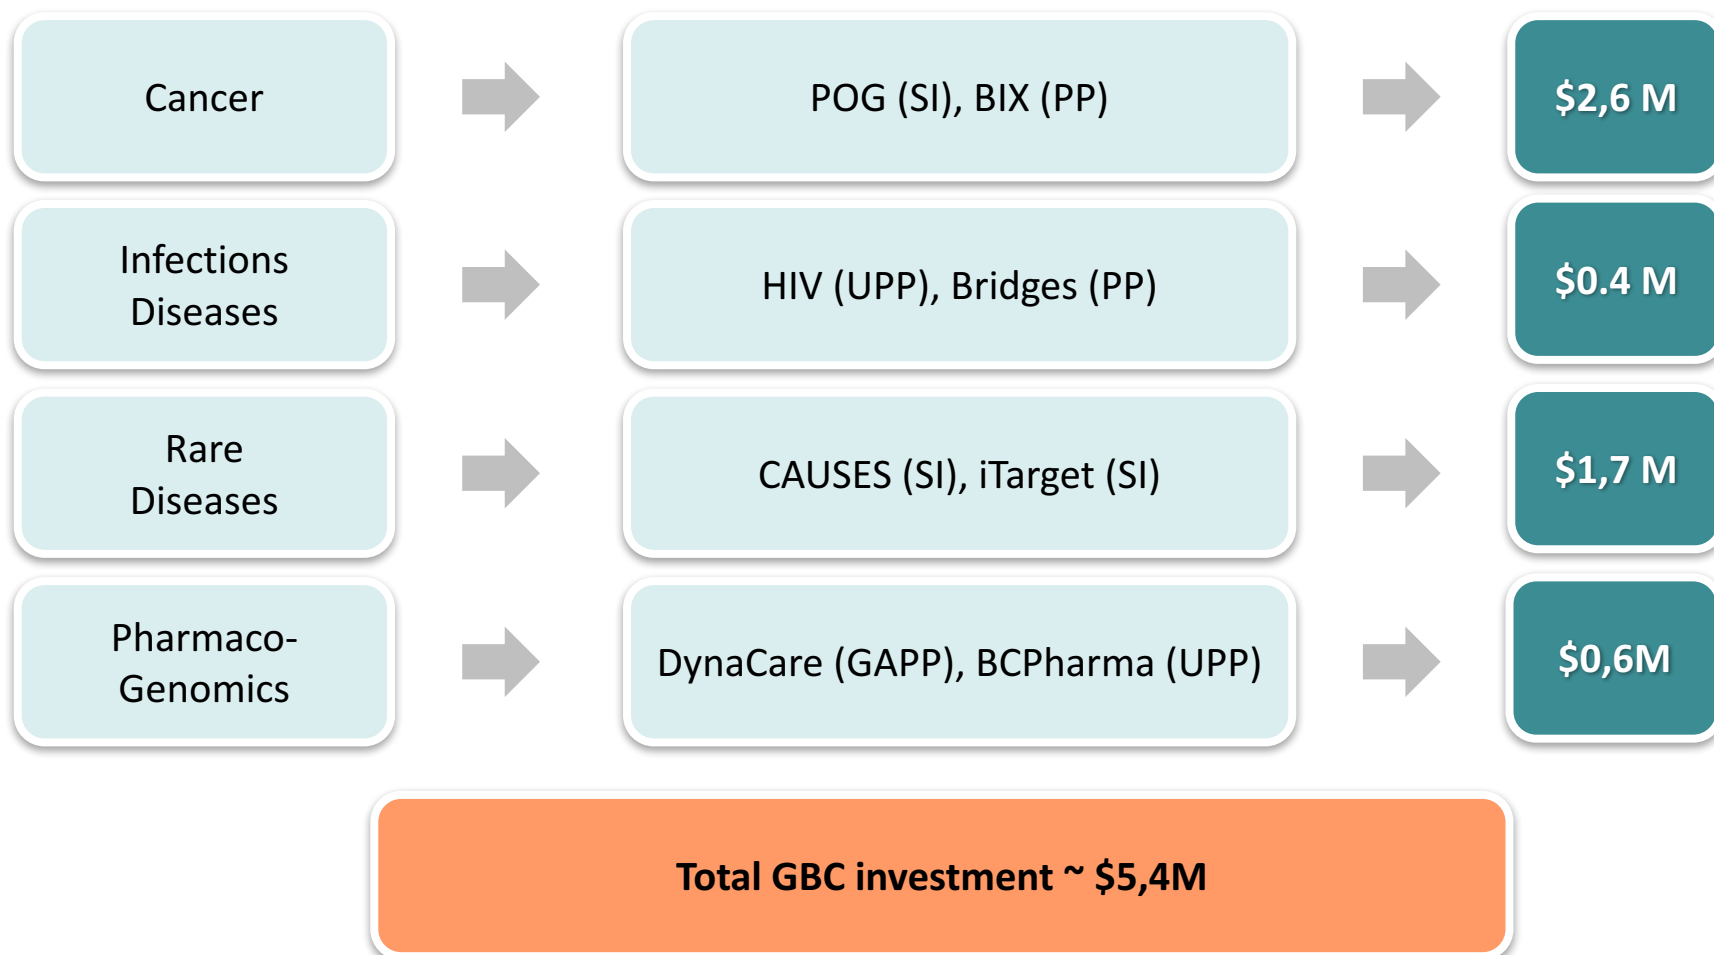 Cancer
POG (SI), BIX (PP)
$2,6 M
Infections
Diseases
HIV (UPP), Bridges (PP)
$0.4 M
Rare
Diseases
CAUSES (SI), iTarget (SI)
$1,7 M
Pharmaco-
Genomics
DynaCare (GAPP), BCPharma (UPP)
$0,6M
Total GBC investment ~ $5,4M